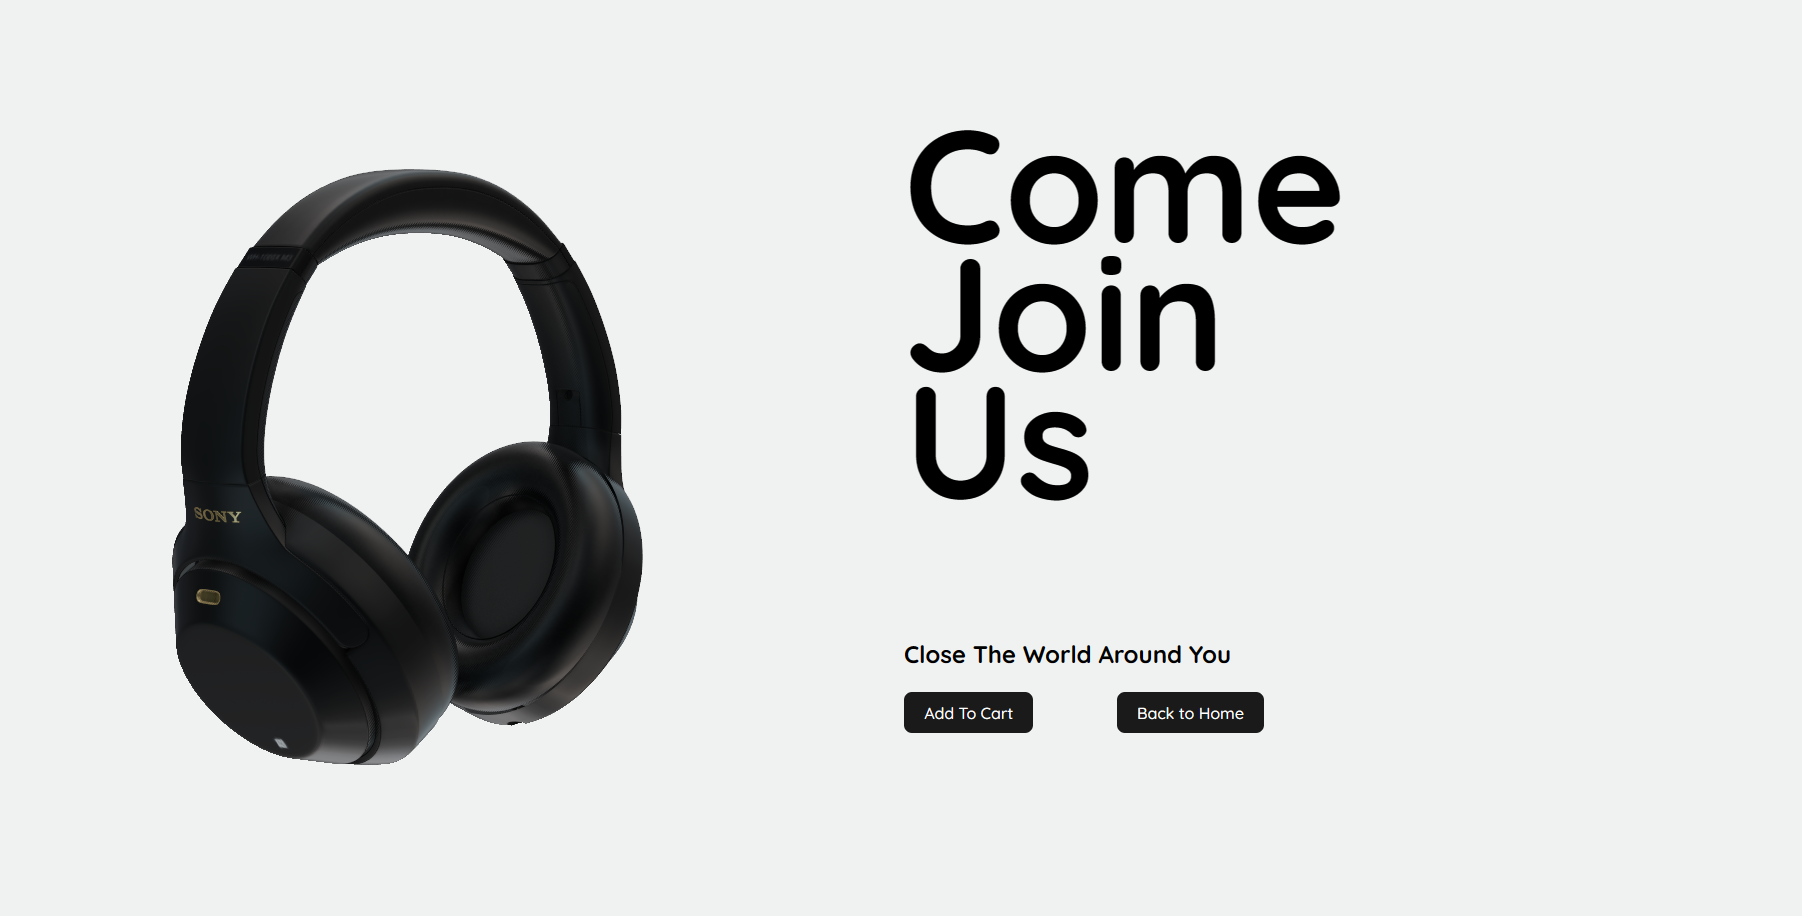 Come
Join
Us
SONY
Close The World Around You
Add To Cart
Back to Home